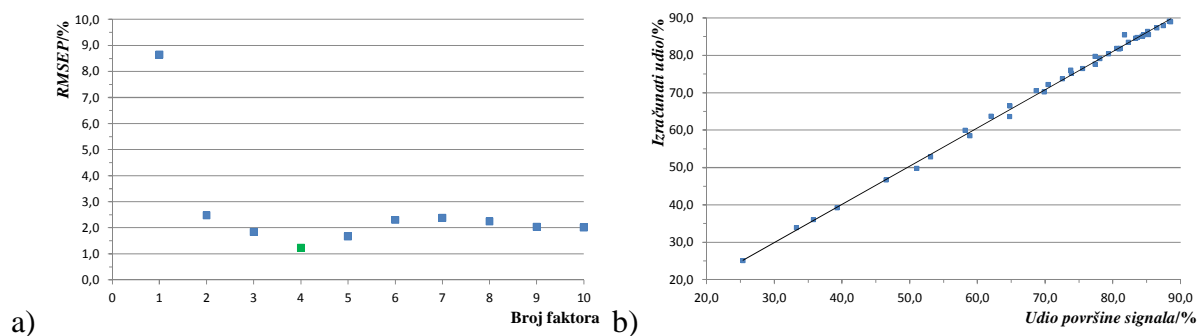 RMSEP/%
10,0
9,0
8,0
7,0
6,0
5,0
4,0
3,0
2,0
1,0
0,0
0 1 2 3 4 5 6 7 8 9 10
Broj faktora
a)
Izračunati udio/%
90,0
80,0
70,0
60,0
50,0
40,0
30,0
20,0
20,0 30,0 40,0 50,0 60,0 70,0 80,0 90,0
Udio površine signala/%
b)